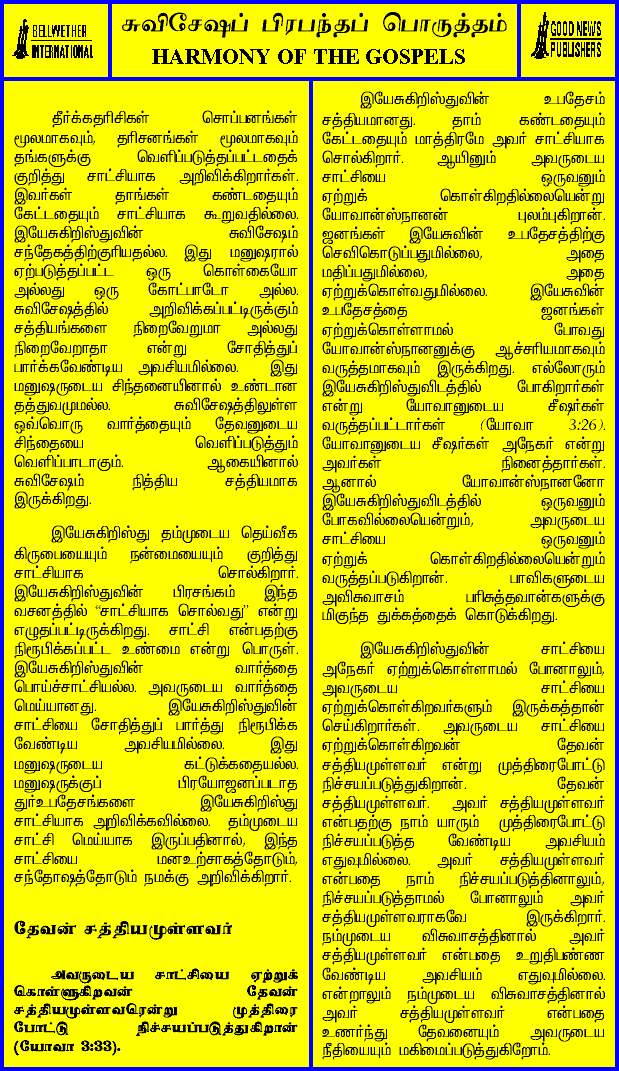 BELLWETHER
INTERNATIONAL
சுவிசேஷப் பிரபந்தப் பொருத்தம்
HARMONY OF THE GOSPELS
GOOD NEWS
PUBLISHERS
தீர்க்கதரிசிகள் சொப்பனங்கள்
மூலமாகவும், தரிசனங்கள் மூலமாகவும்
தங்களுக்கு வெளிப்படுத்தப்பட்டதைக்
குறித்து சாட்சியாக அறிவிக்கிறார்கள்.
இவர்கள் தாங்கள் கண்டதையும்
கேட்டதையும் சாட்சியாக கூறுவதில்லை.
இயேசுகிறிஸ்துவின் சுவிசேஷம்
சந்தேகத்திற்குரியதல்ல. இது மனுஷரால்
ஏற்படுத்தப்பட்ட ஒரு கொள்கையோ
அல்லது ஒரு கோட்பாடோ அல்ல.
சுவிசேஷத்தில் அறிவிக்கப்பட்டிருக்கும்
சத்தியங்களை நிறைவேறுமா அல்லது
நிறைவேறாதா என்று சோதித்துப்
பார்க்கவேண்டிய அவசியமில்லை. இது
மனுஷருடைய சிந்தனையினால் உண்டான
தத்துவமுமல்ல. சுவிசேஷத்திலுள்ள
ஒவ்வொரு வார்த்தையும் தேவனுடைய
சிந்தையை வெளிப்படுத்தும்
வெளிப்பாடாகும். ஆகையினால்
சுவிசேஷம் நித்திய சத்தியமாக
இருக்கிறது.
இயேசுகிறிஸ்து தம்முடைய தெய்வீக
கிருபையையும் நன்மையையும் குறித்து
சாட்சியாக சொல்கிறார்.
இயேசுகிறிஸ்துவின் பிரசங்கம் இந்த
வசனத்தில் “சாட்சியாக சொல்வது” என்று
எழுதப்பட்டிருக்கிறது. சாட்சி என்பதற்கு
நிரூபிக்கப்பட்ட உண்மை என்று பொருள்.
இயேசுகிறிஸ்துவின் வார்த்தை
பொய்ச்சாட்சியல்ல. அவருடைய வார்த்தை
மெய்யானது. இயேசுகிறிஸ்துவின்
சாட்சியை சோதித்துப் பார்த்து நிரூபிக்க
வேண்டிய அவசியமில்லை. இது
மனுஷருடைய கட்டுக்கதையல்ல.
மனுஷருக்குப் பிரயோஜனப்படாத
துர்உபதேசங்களை இயேசுகிறிஸ்து
சாட்சியாக அறிவிக்கவில்லை. தம்முடைய
சாட்சி மெய்யாக இருப்பதினால், இந்த
சாட்சியை மனஉற்சாகத்தோடும்,
சந்தோஷத்தோடும் நமக்கு அறிவிக்கிறார்.
தேவன் சத்தியமுள்ளவர்
அவருடைய சாட்சியை ஏற்றுக்
கொள்ளுகிறவன் தேவன்
சத்தியமுள்ளவரென்று முத்திரை
போட்டு நிச்சயப்படுத்துகிறான்
(யோவா 3:33).
இயேசுகிறிஸ்துவின் உபதேசம்
சத்தியமானது. தாம் கண்டதையும்
கேட்டதையும் மாத்திரமே அவர் சாட்சியாக
சொல்கிறார். ஆயினும் அவருடைய
சாட்சியை ஒருவனும்
ஏற்றுக் கொள்கிறதில்லையென்று
யோவான்ஸ்நானன் புலம்புகிறான்.
ஜனங்கள் இயேசுவின் உபதேசத்திற்கு
செவிகொடுப்பதுமில்லை, அதை
மதிப்பதுமில்லை, அதை
ஏற்றுக்கொள்வதுமில்லை. இயேசுவின்
உபதேசத்தை ஜனங்கள்
ஏற்றுக்கொள்ளாமல் போவது
யோவான்ஸ்நானனுக்கு ஆச்சரியமாகவும்
வருத்தமாகவும் இருக்கிறது. எல்லோரும்
இயேசுகிறிஸ்துவிடத்தில் போகிறார்கள்
என்று யோவானுடைய சீஷர்கள்
வருத்தப்பட்டார்கள் (யோவா 3:26).
யோவானுடைய சீஷர்கள் அநேகர் என்று
அவர்கள் நினைத்தார்கள்.
ஆனால் யோவான்ஸ்நானனோ
இயேசுகிறிஸ்துவிடத்தில் ஒருவனும்
போகவில்லையென்றும், அவருடைய
சாட்சியை ஒருவனும்
ஏற்றுக் கொள்கிறதில்லையென்றும்
வருத்தப்படுகிறான். பாவிகளுடைய
அவிசுவாசம் பரிசுத்தவான்களுக்கு
மிகுந்த துக்கத்தைக் கொடுக்கிறது.
இயேசுகிறிஸ்துவின் சாட்சியை
அநேகர் ஏற்றுக்கொள்ளாமல் போனாலும்,
அவருடைய சாட்சியை
ஏற்றுக்கொள்கிறவர்களும் இருக்கத்தான்
செய்கிறார்கள். அவருடைய சாட்சியை
ஏற்றுக்கொள்கிறவன் தேவன்
சத்தியமுள்ளவர் என்று முத்திரைபோட்டு
நிச்சயப்படுத்துகிறான். தேவன்
சத்தியமுள்ளவர். அவர் சத்தியமுள்ளவர்
என்பதற்கு நாம் யாரும் முத்திரைபோட்டு
நிச்சயப்படுத்த வேண்டிய அவசியம்
எதுவுமில்லை. அவர் சத்தியமுள்ளவர்
என்பதை நாம் நிச்சயப்படுத்தினாலும்,
நிச்சயப்படுத்தாமல் போனாலும் அவர்
சத்தியமுள்ளவராகவே இருக்கிறார்.
நம்முடைய விசுவாசத்தினால் அவர்
சத்தியமுள்ளவர் என்பதை உறுதிபண்ண
வேண்டிய அவசியம் எதுவுமில்லை.
என்றாலும் நம்முடைய விசுவாசத்தினால்
அவர் சத்தியமுள்ளவர் என்பதை
உணர்ந்து தேவனையும் அவருடைய
நீதியையும் மகிமைப்படுத்துகிறோம்.